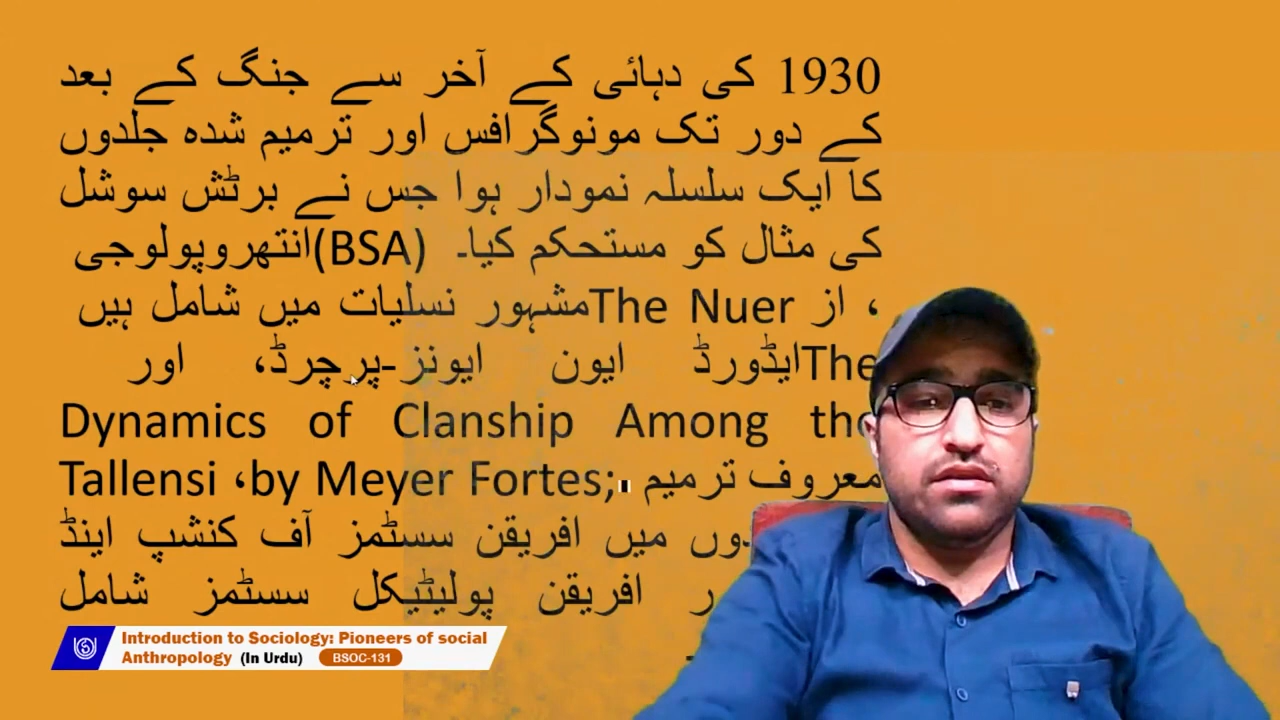 1930 کی دہائی کے آخر سے جنگ کے بعد
کے دور تک مونوگرافس اور ترمیم شدہ جلدوں
کا ایک سلسلہ نمودار ہوا جس نے برٹش سوشل
کی مثال کو مستحکم کیا۔ (BSA)انتھروپولوجی
، از The Nuerمشہور نسلیات میں شامل ہیں
Theایڈورڈ ایون ایونز-پرچرڈ، اور
Dynamics of Clanship Among the
Tallensi ،by Meyer Fortes; معروف ترمیم
میں افریقن سسٹمز آف کنشپ اینڈ
افریقن پولیٹیکل سسٹمز شامل
Introduction to Sociology: Pioneers of social
Anthropology (In Urdu) BSOC-131